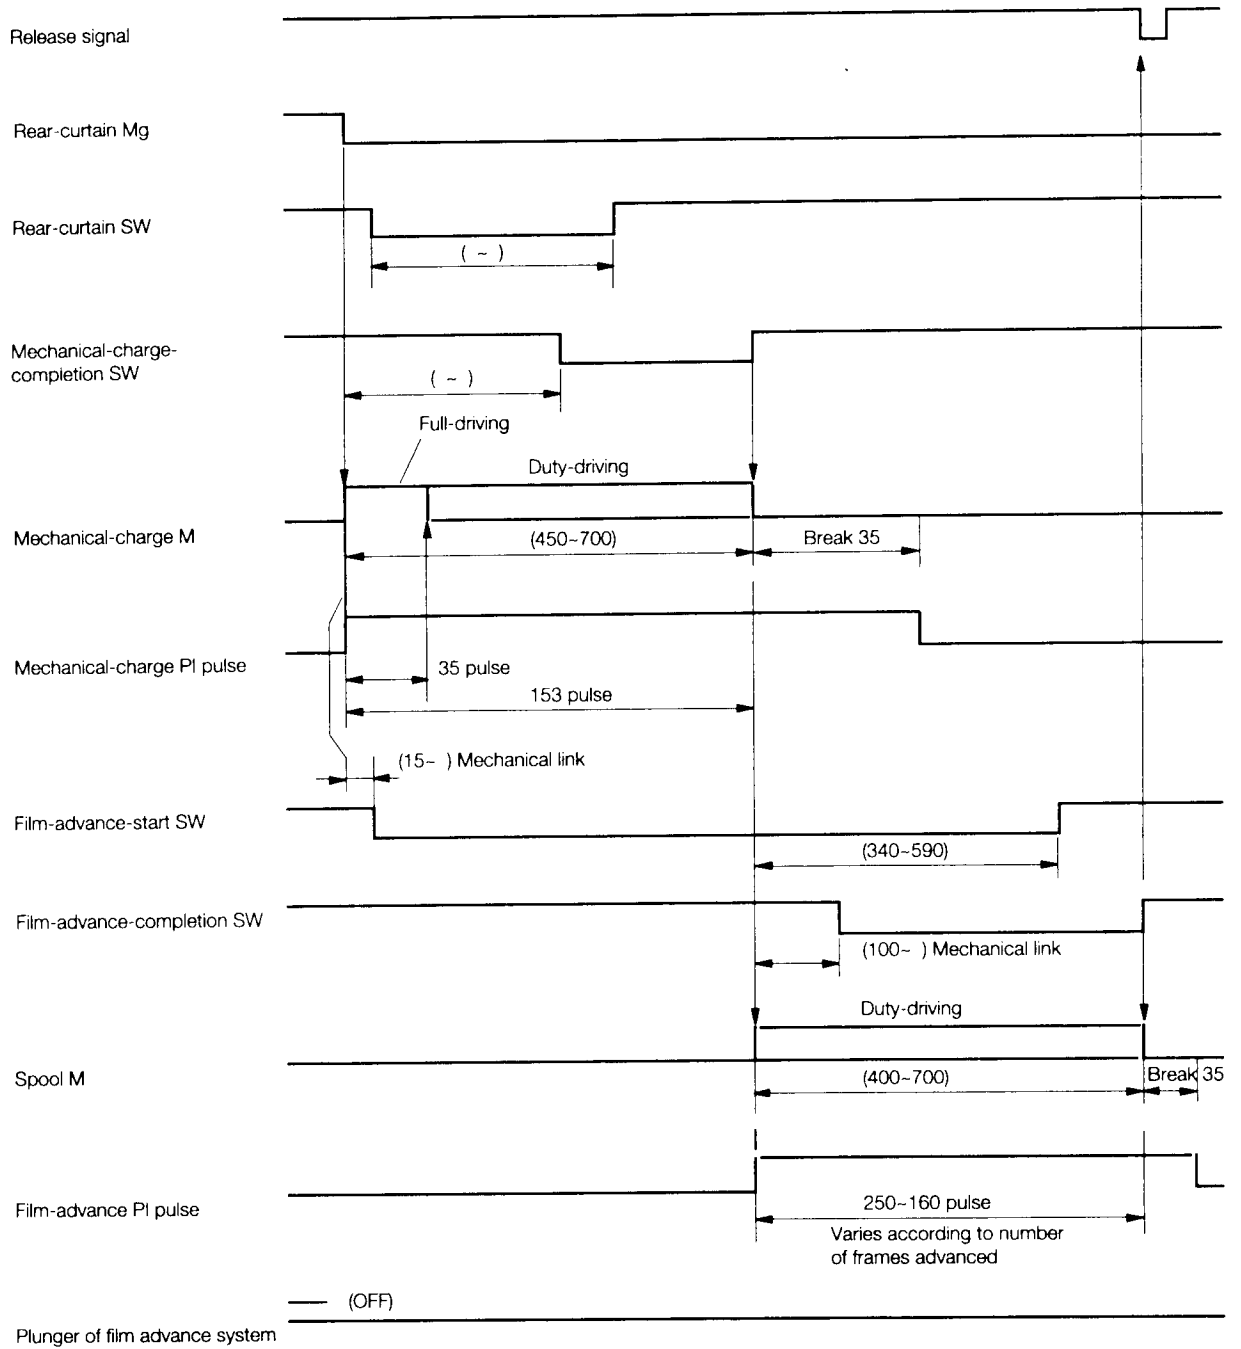 Release signal
Rear-curtain Mg
Rear-curtain SW
( ~ )
Mechanical-charge-
completion SW
( ~ )
Full-driving
Duty-driving
Mechanical-charge M
(450~700)
Break 35
Mechanical-charge PI pulse
35 pulse
153 pulse
(15~ ) Mechanical link
Film-advance-start SW
(340~590)
Film-advance-completion SW
(100~ ) Mechanical link
Duty-driving
Spool M
(400~700)
Break 35
Film-advance PI pulse
250~160 pulse
Varies according to number
of frames advanced
(OFF)
Plunger of film advance system